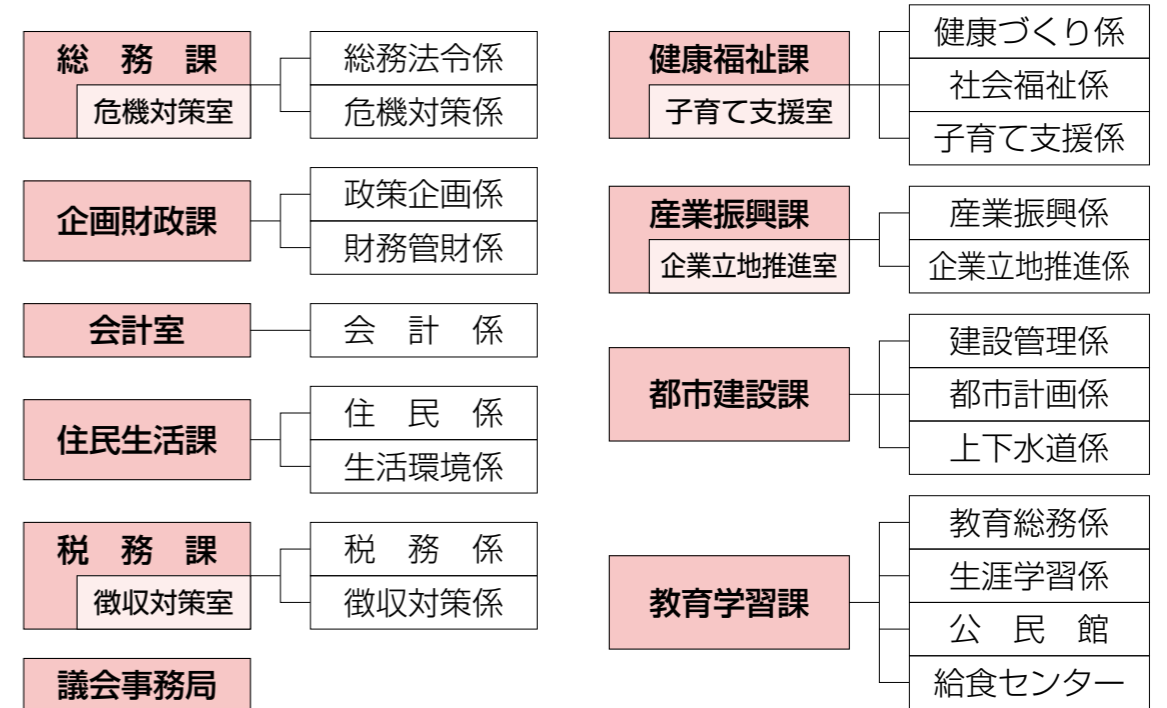 総　務　課
危機対策室
総務法令係
危機対策係
企画財政課
政策企画係
財務管財係
会計室
会　計　係
住民生活課
住　民　係
生活環境係
税　務　課
徴収対策室
税　務　係
徴収対策係
議会事務局
健康福祉課
子育て支援室
健康づくり係
社会福祉係
子育て支援係
産業振興課
企業立地推進室
産業振興係
企業立地推進係
都市建設課
建設管理係
都市計画係
上下水道係
教育学習課
教育総務係
生涯学習係
公　民　館
給食センター